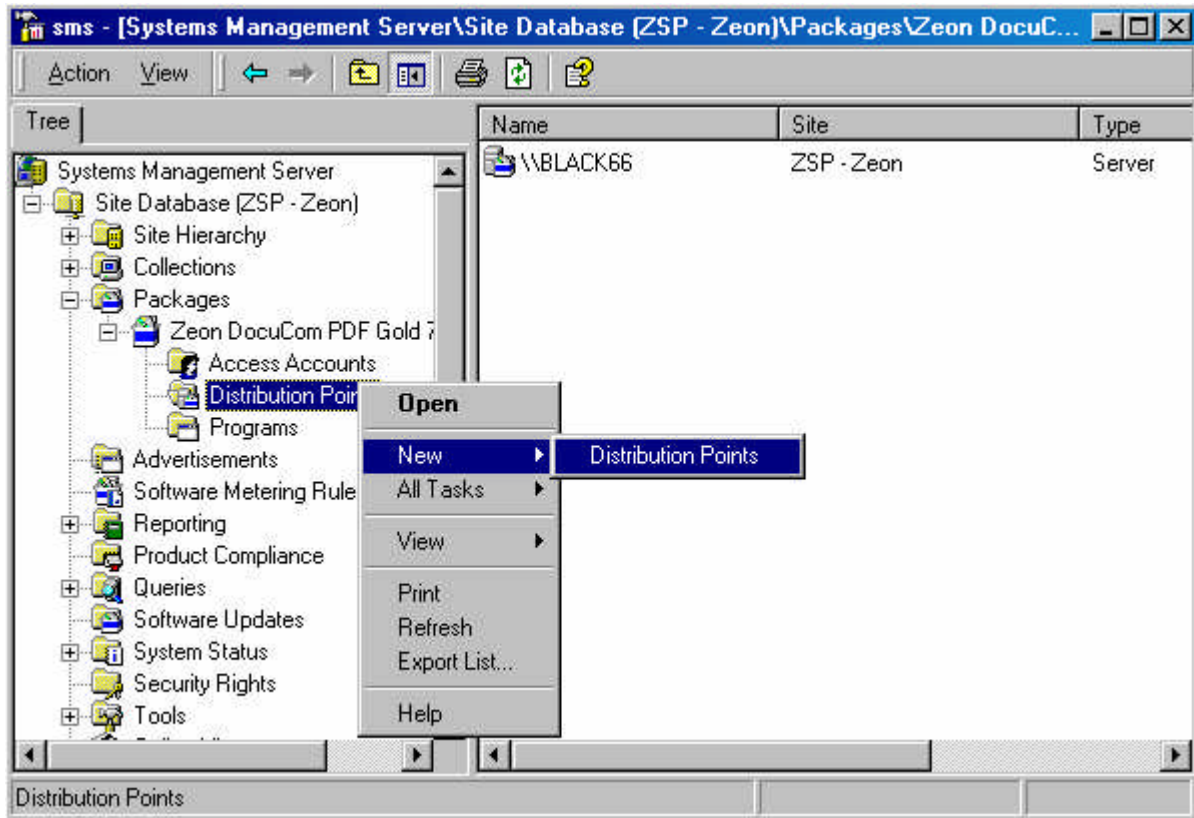 sms - [Systems Management Server\Site Database (ZSP - Zeon)\Packages\Zeon DocuC...
Action View
Tree
Name Site Type
\\BLACK66 ZSP - Zeon Server
Systems Management Server
Site Database (ZSP - Zeon)
Site Hierarchy
Collections
Packages
Zeon DocuCom PDF Gold 7
Access Accounts
Distribution Poin
Programs
Advertisements
Software Metering Rule
Reporting
Product Compliance
Queries
Software Updates
System Status
Security Rights
Tools
Open
New
Distribution Points
All Tasks
View
Print
Refresh
Export List...
Help
Distribution Points